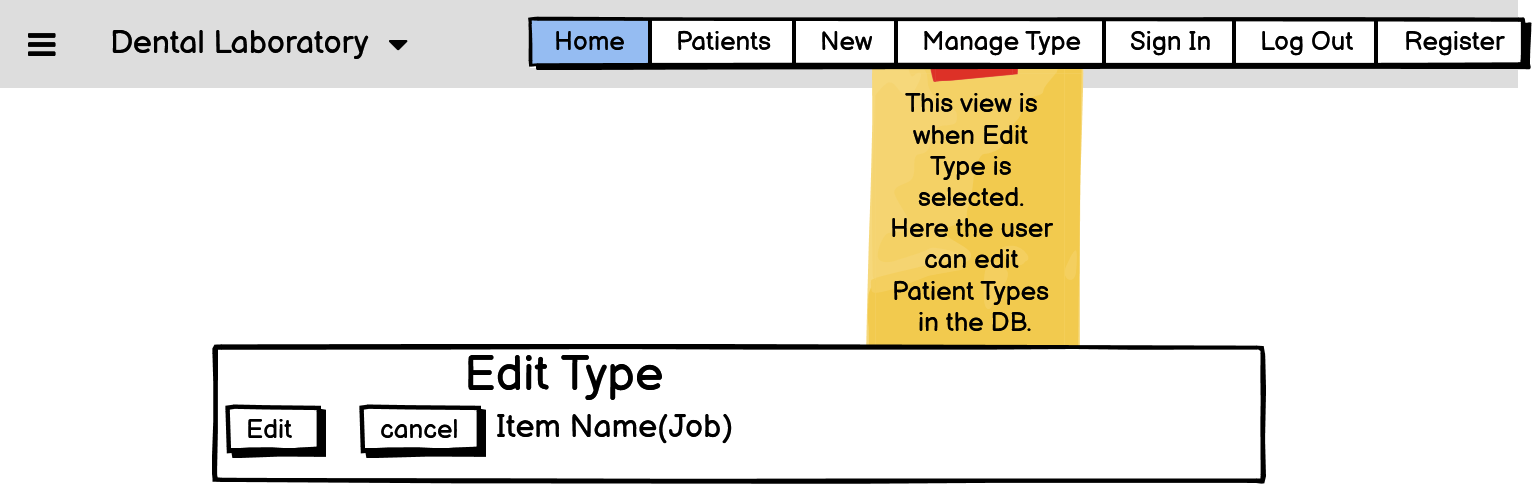 Dental Laboratory
Home Patients New Manage Type Sign In Log Out Register
This view is
when Edit
Type is
selected.
Here the user
can edit
Patient Types
in the DB.
Edit Type
Edit cancel Item Name(Job)